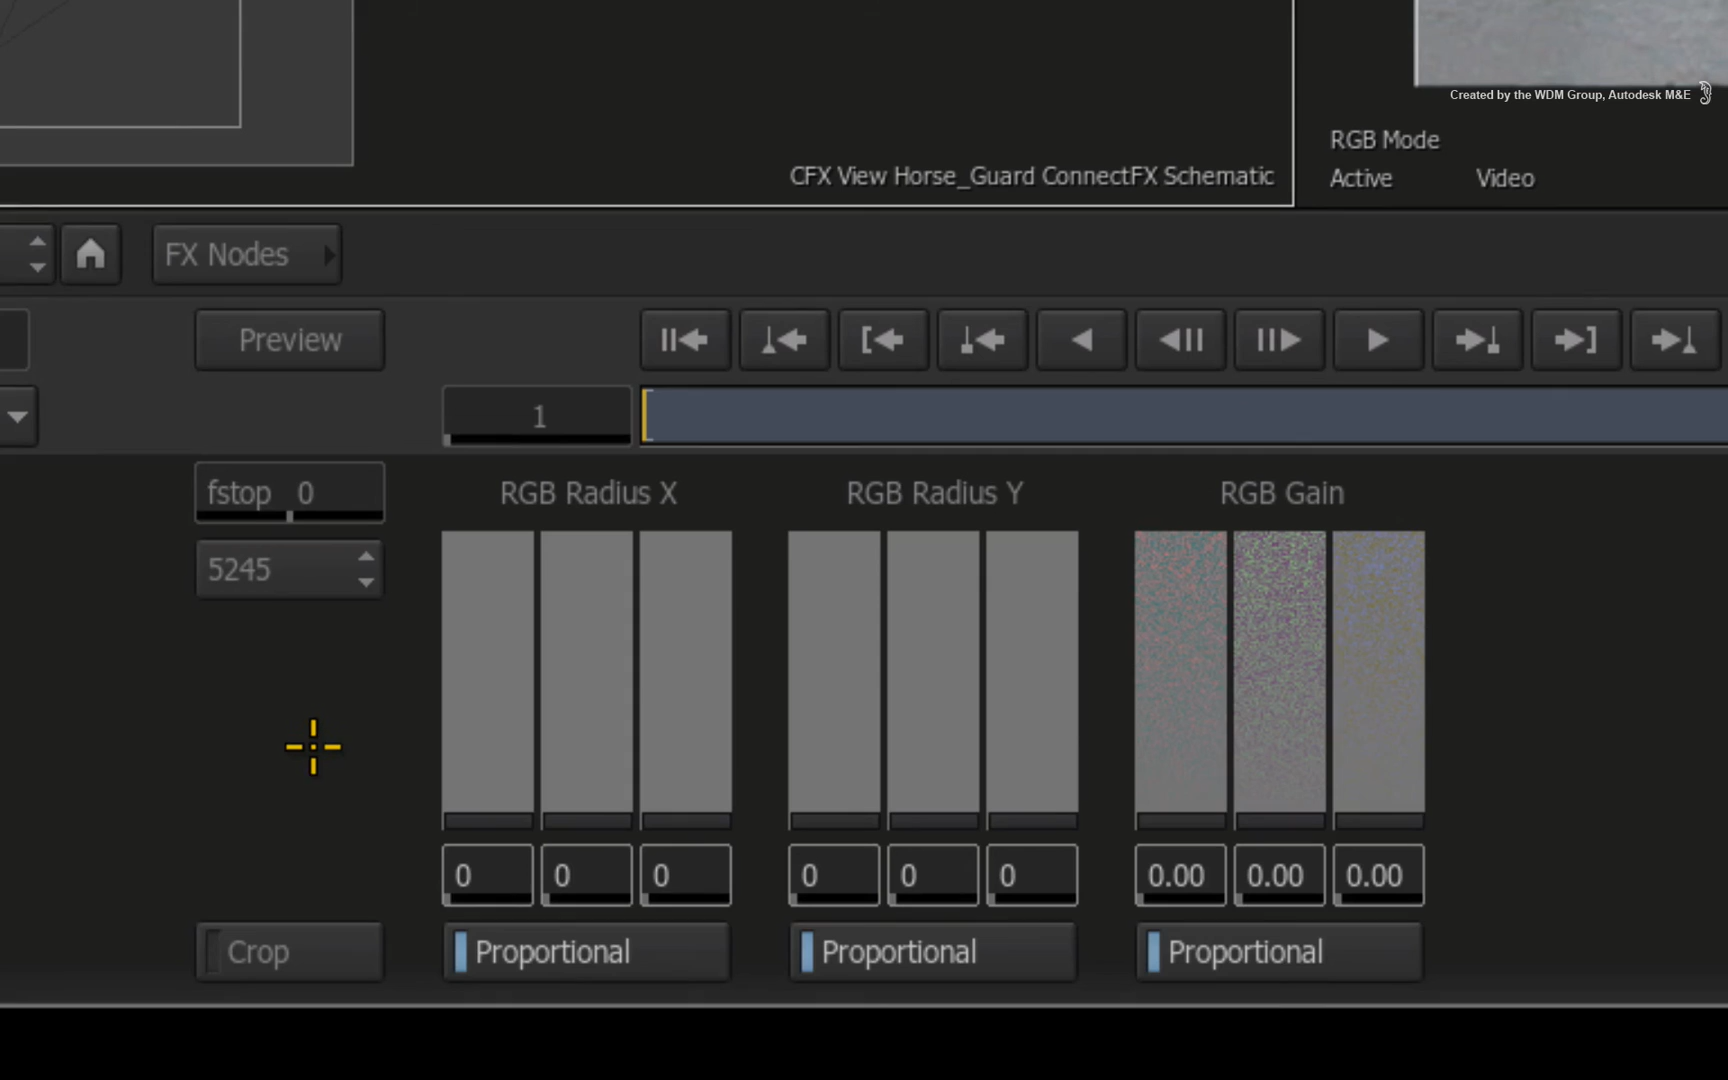 Created by the WDM Group, Autodesk M&E
RGB Mode
Active Video
CFX View Horse_Guard ConnectFX Schematic
FX Nodes
Preview
1
fstop 0
RGB Radius X
RGB Radius Y
RGB Gain
5245
0 0 0
0 0 0
0.00 0.00 0.00
Crop
Proportional
Proportional
Proportional